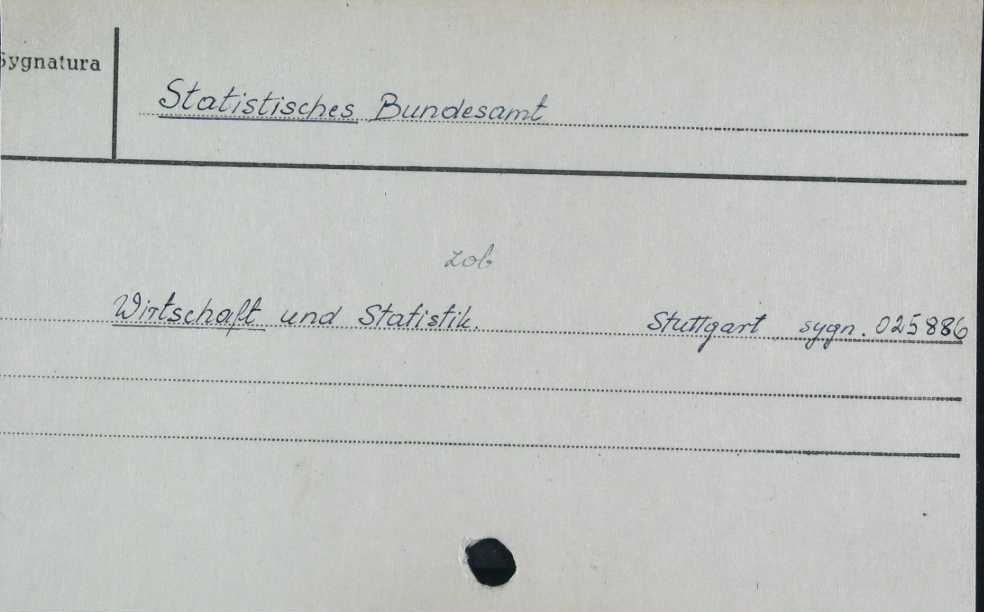 Sygnatura
Statistisches Bundesamt
zob
Wirtschaft und Statistik. Stuttgart sygn. 025886